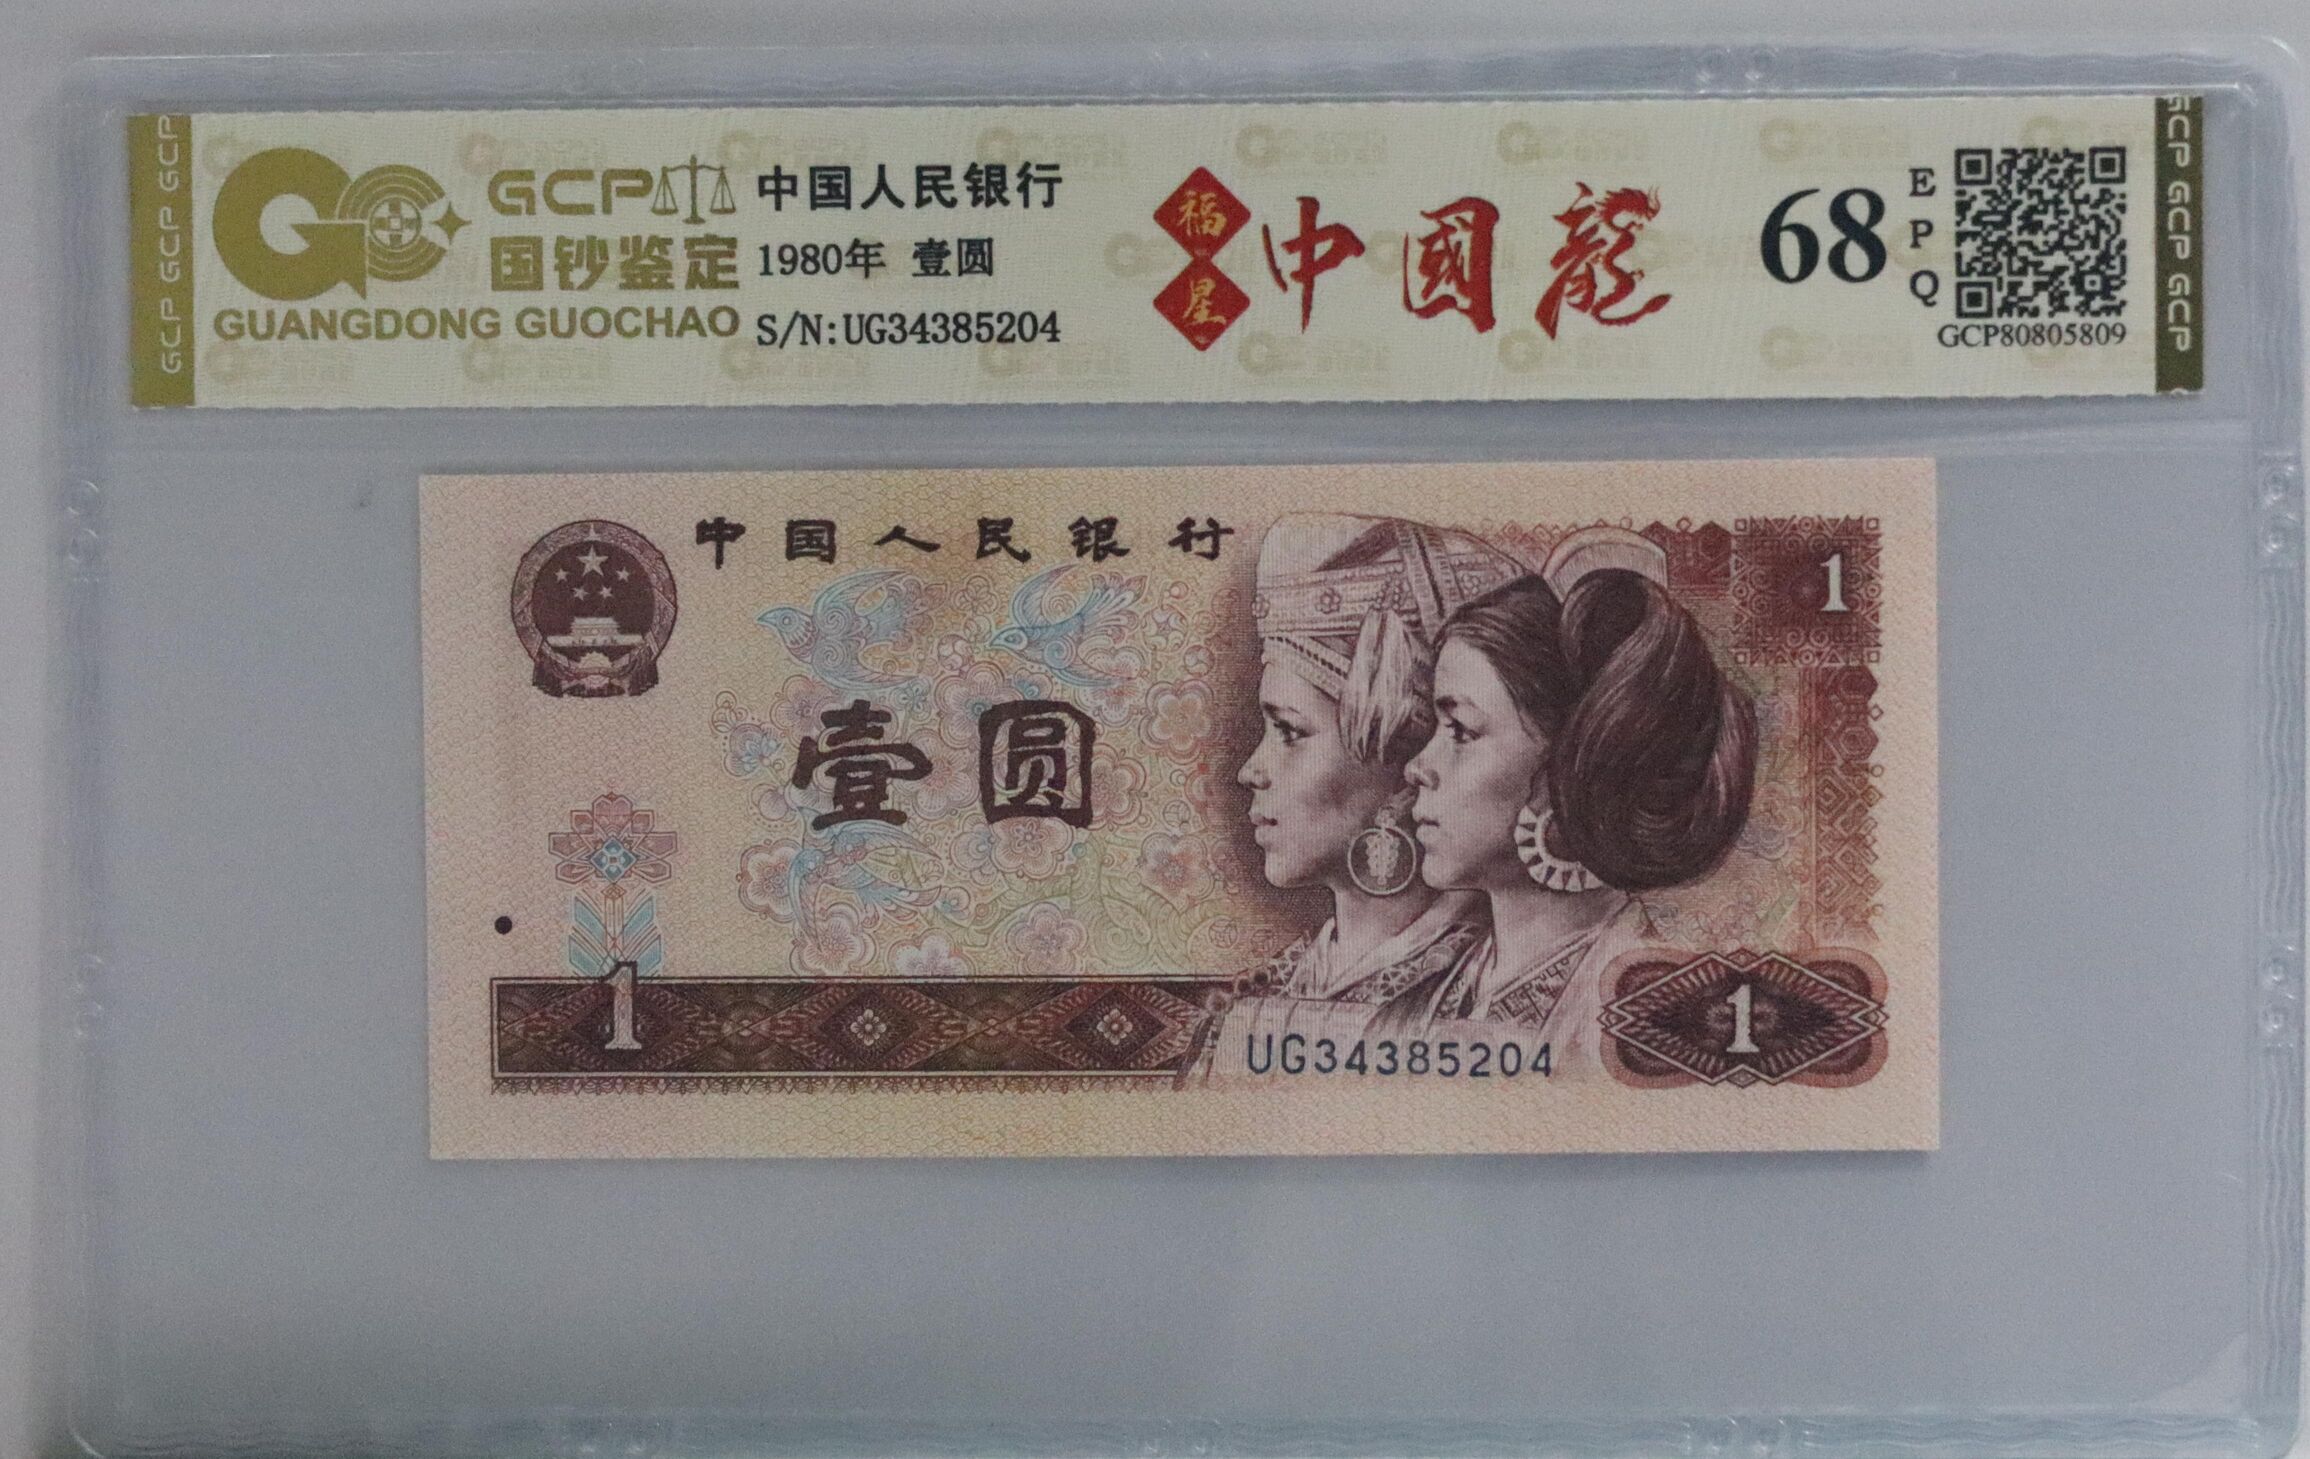 GCP GCP GCP
GCP
国钞鉴定
GUANGDONG GUOCHAO
中国人民银行
1980年 壹圆
S/N:UG34385204
福
星
中國龍
68
E
P
Q
GCP80805809
GCP GCP GCP
中国人民银行
1
壹圆
1
UG34385204
1